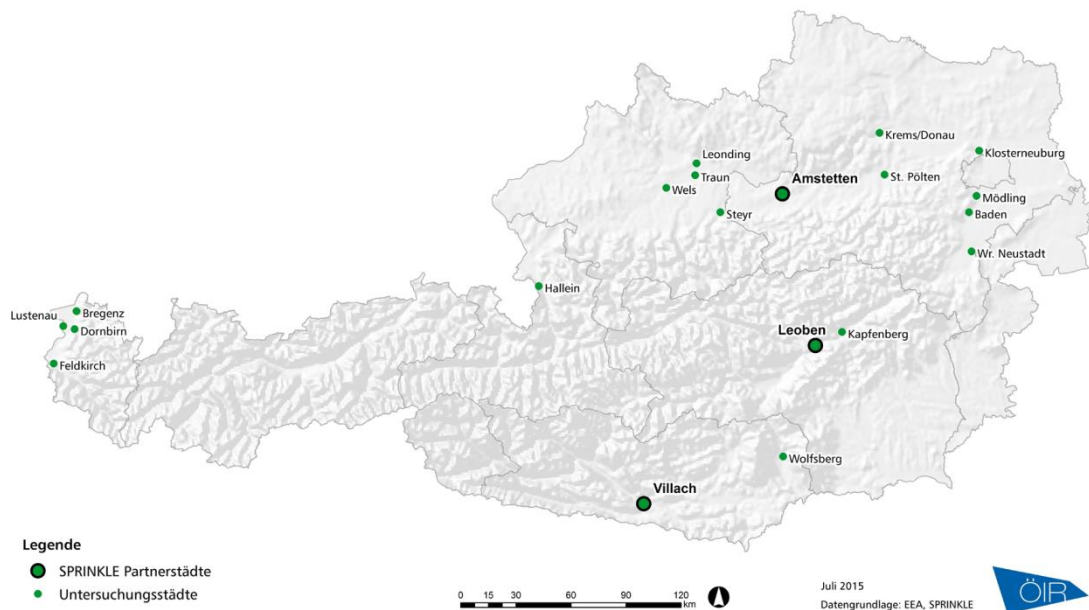 Krems/Donau
Klosterneuburg
Leonding
Traun
St. Pölten
Amstetten
Wels
Mödling
Steyr
Baden
Wr. Neustadt
Hallein
Bregenz
Lustenau
Dornbirn
Leoben
Kapfenberg
Feldkirch
Wolfsberg
Villach
Legende
SPRINKLE Partnerstädte
Untersuchungsstädte
0 15 30 60 90 120
km
Juli 2015
Datengrundlage: EEA, SPRINKLE
ÖIR